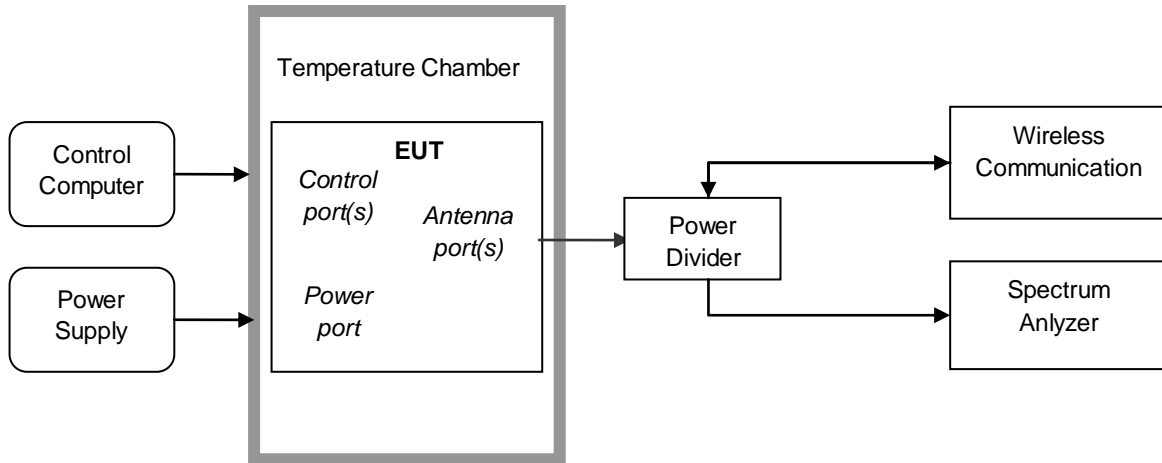 Temperature Chamber
Control
Computer
Power
Supply
EUT
Control
port(s)
Antenna
port(s)
Power
port
Power
Divider
Wireless
Communication
Spectrum
Anlyzer